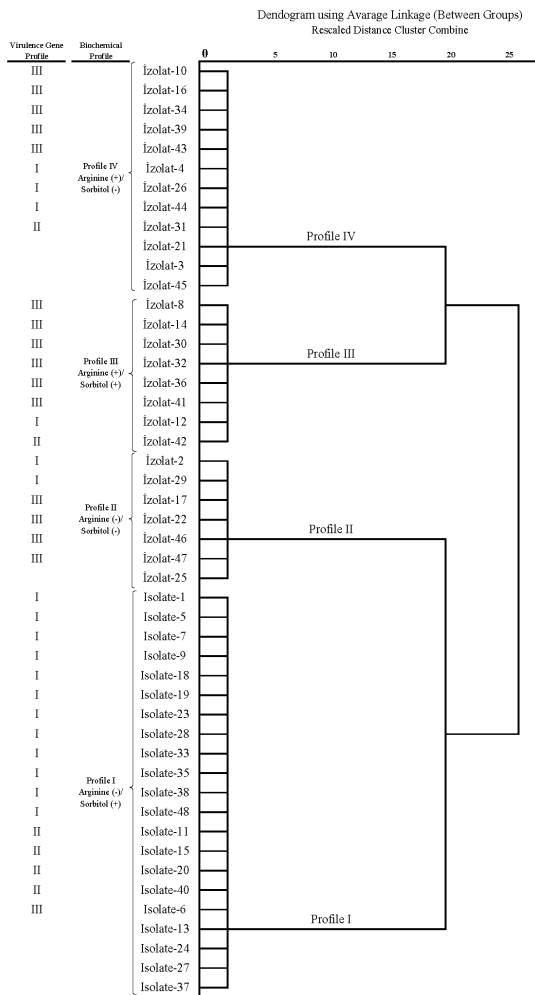 Dendogram using Avarage Linkage (Between Groups)
Rescaled Distance Cluster Combine
Virulence Gene
Profile
Biochemical
Profile
0 5 10 15 20 25
III İzolat-10
III İzolat-16
III İzolat-34
III İzolat-39
III İzolat-43
I İzolat-4
I İzolat-26
I İzolat-44
II İzolat-31
İzolat-21
İzolat-3
İzolat-45
Profile IV
Arginine (+)/
Sorbitol (-)
Profile IV
III İzolat-8
III İzolat-14
III İzolat-30
III İzolat-32
III İzolat-36
III İzolat-41
I İzolat-12
II İzolat-42
Profile III
Arginine (+)/
Sorbitol (+)
Profile III
I İzolat-2
I İzolat-29
III İzolat-17
III İzolat-22
III İzolat-46
III İzolat-47
İzolat-25
Profile II
Arginine (-)/
Sorbitol (-)
Profile II
I Isolate-1
I Isolate-5
I Isolate-7
I Isolate-9
I Isolate-18
I Isolate-19
I Isolate-23
I Isolate-28
I Isolate-33
I Isolate-35
I Isolate-38
I Isolate-48
II Isolate-11
II Isolate-15
II Isolate-20
II Isolate-40
III Isolate-6
Isolate-13
Isolate-24
Isolate-27
Isolate-37
Profile I
Arginine (-)/
Sorbitol (+)
Profile I